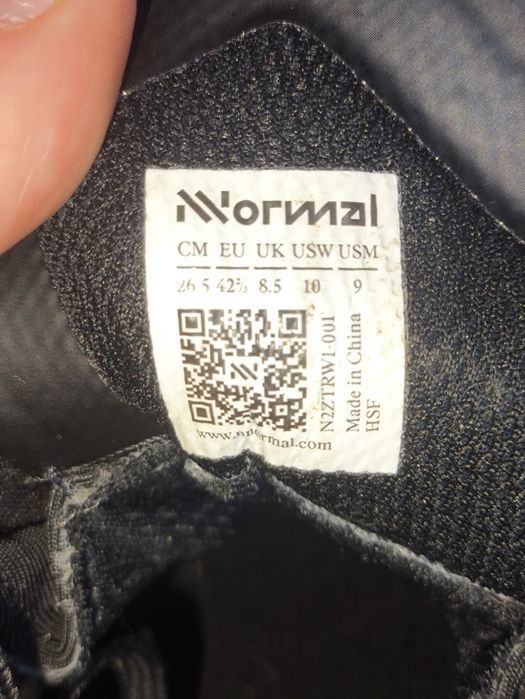 NNormal
CM EU UK USW USM
26 5 42⅔ 8.5 10 9
N2ZTRW1-001
Made in China
HSF
www.nnormal.com